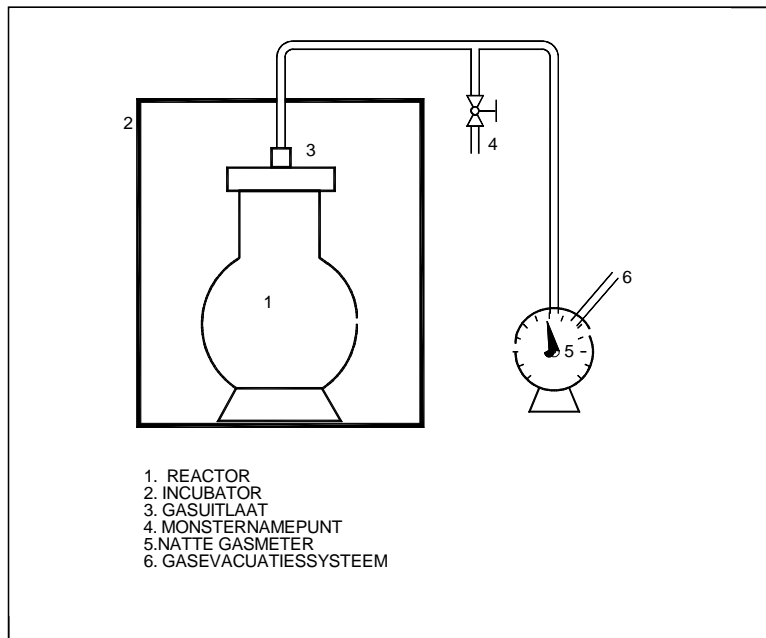 2
3
4
6
1
5
1. REACTOR
2. INCUBATOR
3. GASUITLAAT
4. MONSTERNAMEPUNT
5.NATTE GASMETER
6. GASEVACUATIESSYSTEEM